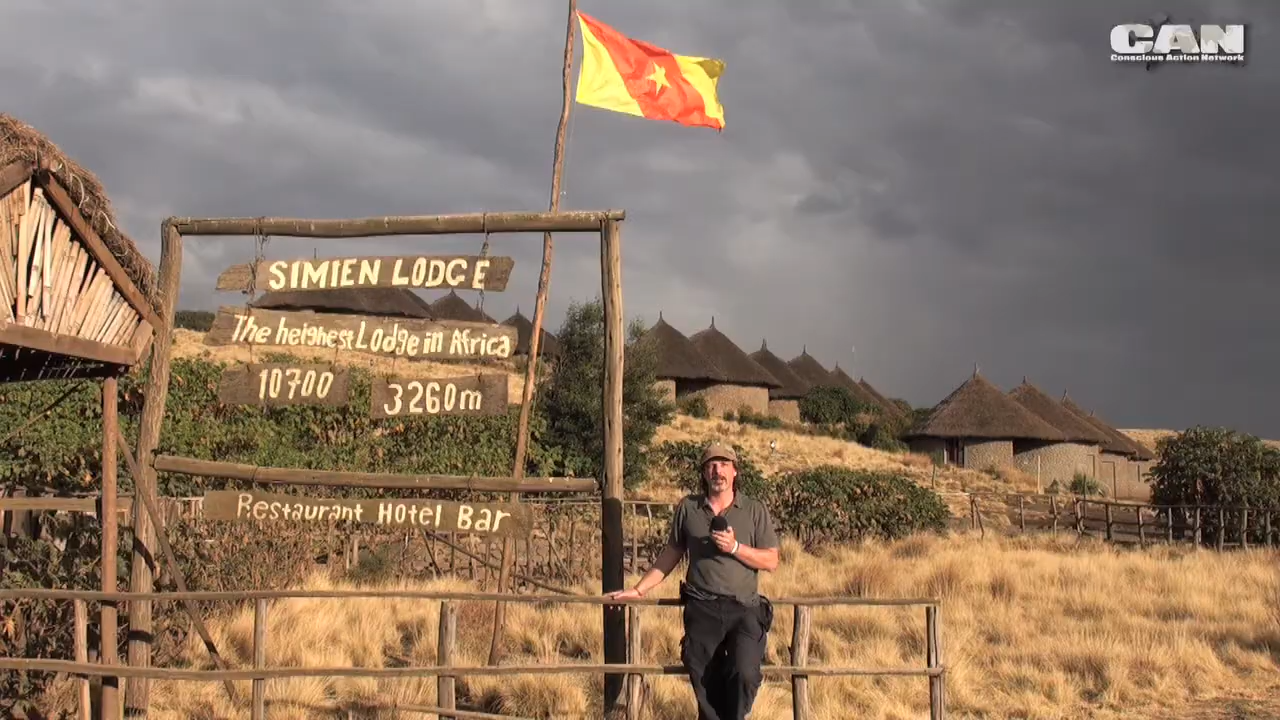 CAN
Conscious Action Network
SIMIEN LODGE
The heighest Lodge in Africa
10700 3260m
Restaurant Hotel Bar